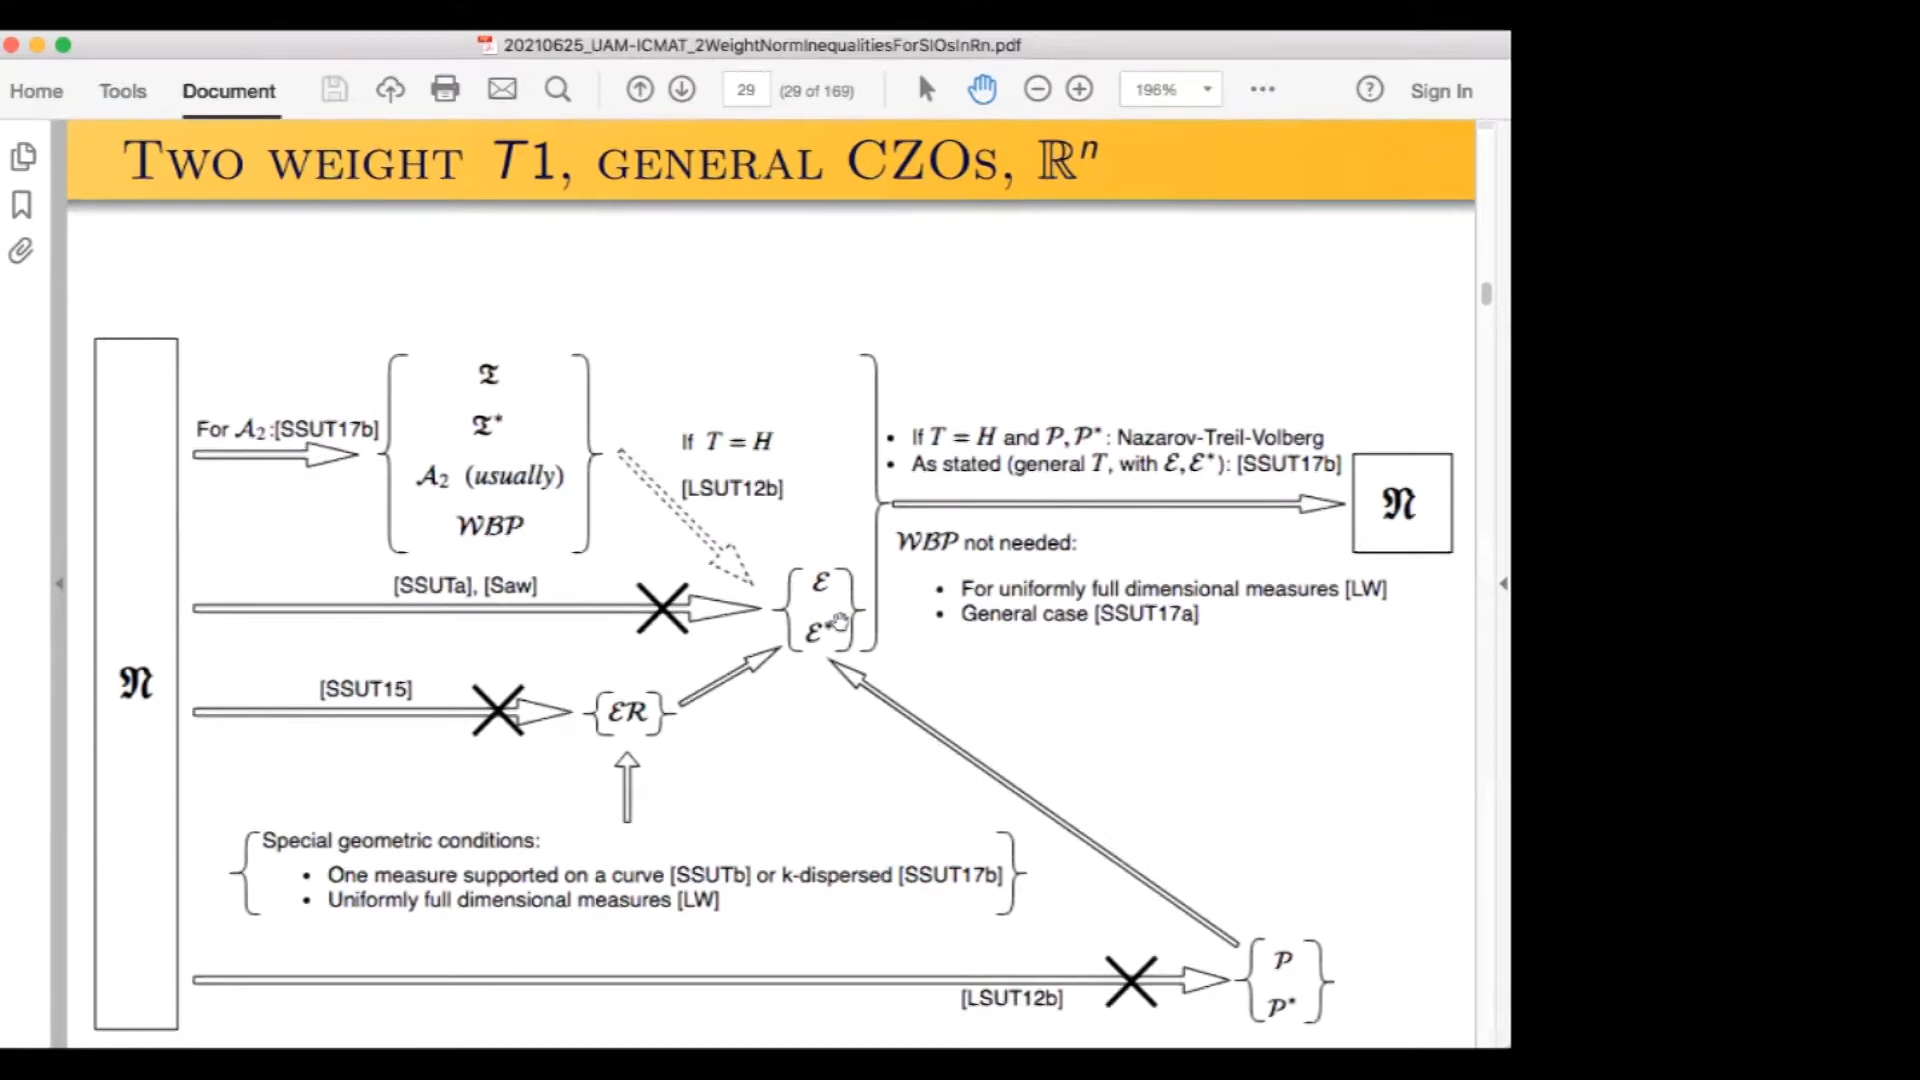 20210625_UAM-ICMAT_2WeightNormInequalitiesForSIOsInRn.pdf
Home Tools Document 29 (29 of 169) 196% Sign In
TWO WEIGHT T1, GENERAL CZOS, ℝⁿ
For 𝒜₂:[SSUT17b]
𝔗
𝔗*
𝒜₂ (usually)
𝒲ℬ𝒫
If T = H
[LSUT12b]
• If T = H and 𝒫, 𝒫*: Nazarov-Treil-Volberg
• As stated (general T, with ℰ, ℰ*): [SSUT17b]
𝔑
𝒲ℬ𝒫 not needed:
• For uniformly full dimensional measures [LW]
• General case [SSUT17a]
[SSUTa], [Saw]
ℰ
ℰ*
𝔑
[SSUT15]
ℰℛ
Special geometric conditions:
• One measure supported on a curve [SSUTb] or k-dispersed [SSUT17b]
• Uniformly full dimensional measures [LW]
[LSUT12b]
𝒫
𝒫*